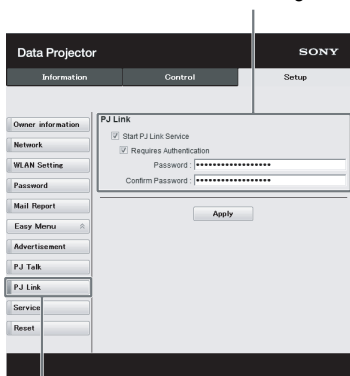 Data Projector
SONY
Information
Control
Setup
Owner information
Network
WLAN Setting
Password
Mail Report
Easy Menu
Advertisement
PJ Talk
PJ Link
Service
Reset
PJ Link
Start PJ Link Service
Requires Authentication
Password : ••••••••••••••••••
Confirm Password : ••••••••••••••••••
Apply